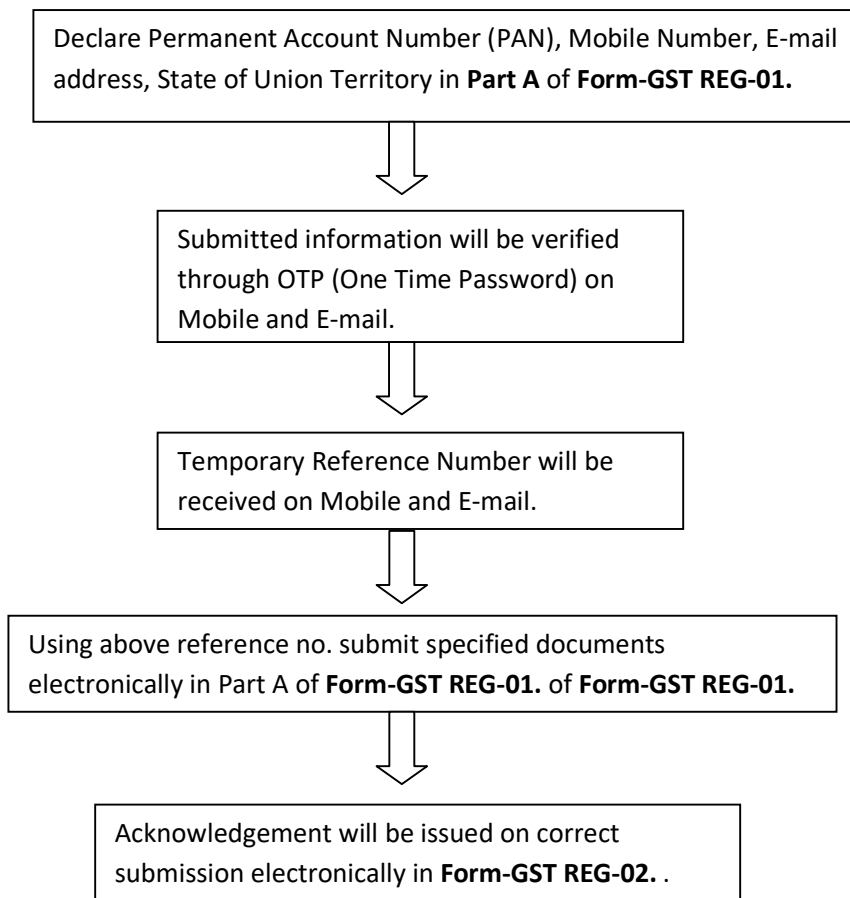 Declare Permanent Account Number (PAN), Mobile Number, E-mail
address, State of Union Territory in Part A of Form-GST REG-01.
Submitted information will be verified
through OTP (One Time Password) on
Mobile and E-mail.
Temporary Reference Number will be
received on Mobile and E-mail.
Using above reference no. submit specified documents
electronically in Part A of Form-GST REG-01. of Form-GST REG-01.
Acknowledgement will be issued on correct
submission electronically in Form-GST REG-02. .